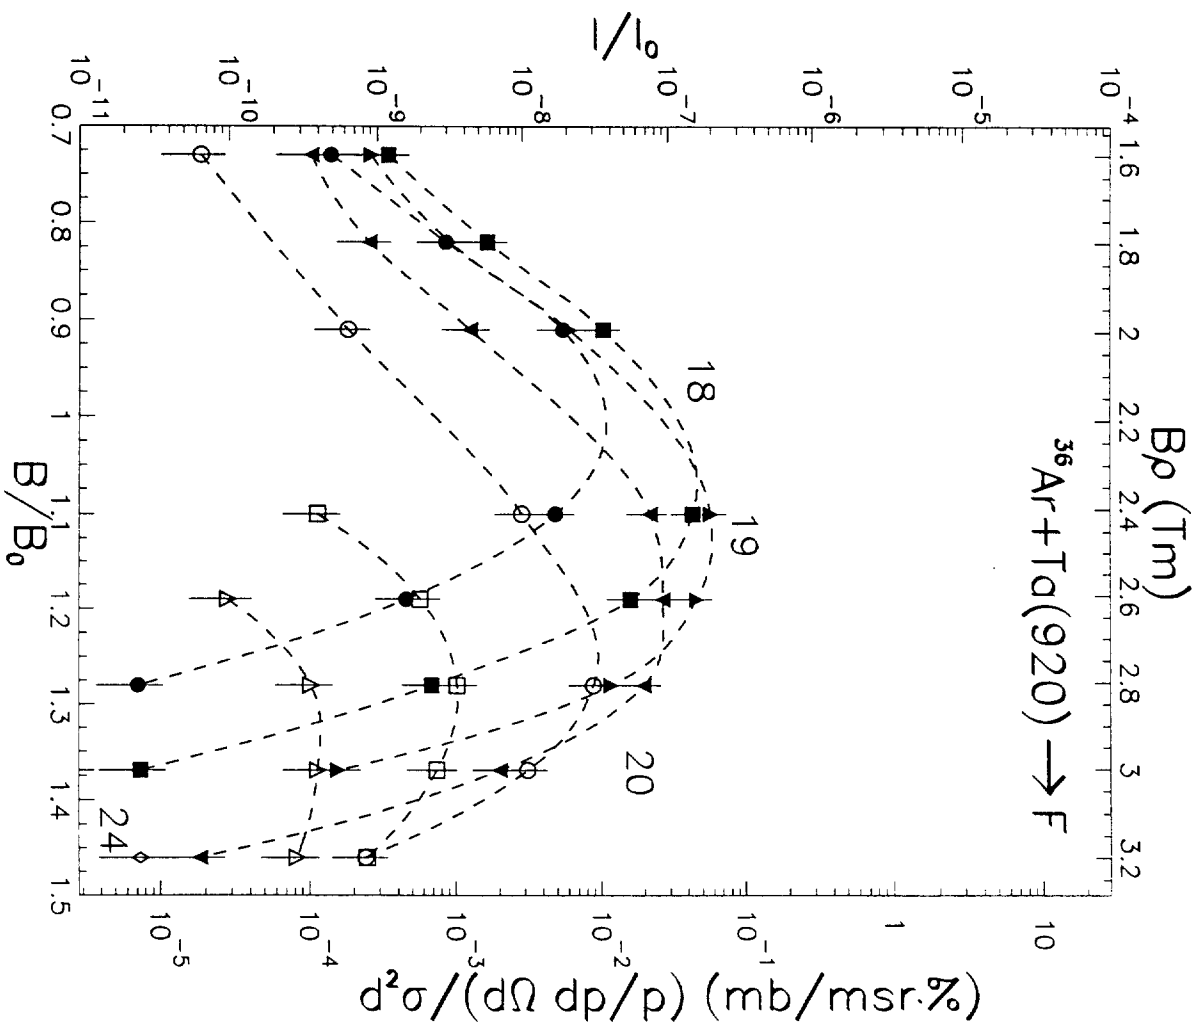 Bρ (Tm)
1.6 1.8 2 2.2 2.4 2.6 2.8 3 3.2
³⁶Ar+Ta(920) → F
I/I₀
10⁻⁴
10⁻⁵
10⁻⁶
10⁻⁷
10⁻⁸
10⁻⁹
10⁻¹⁰
10⁻¹¹
18
19
20
24
10
1
10⁻¹
10⁻²
10⁻³
10⁻⁴
10⁻⁵
d²σ/(dΩ dp/p) (mb/msr.%)
0.7 0.8 0.9 1 1.1 1.2 1.3 1.4 1.5
B/B₀